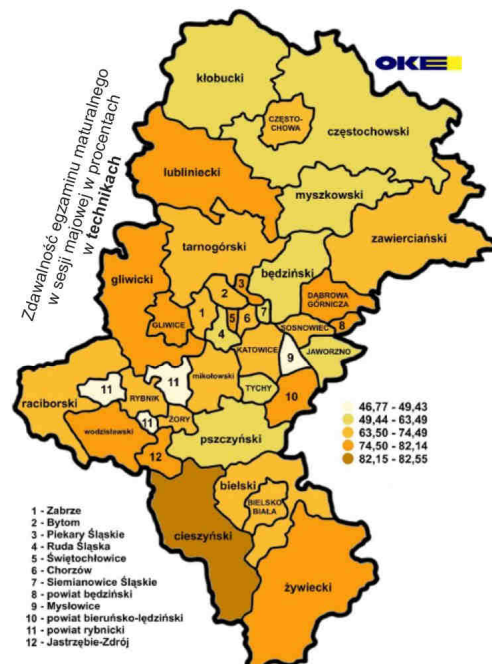 OKE
Zdawalność egzaminu maturalnego
w sesji majowej w procentach
w technikach
kłobucki
CZĘSTO-
CHOWA
częstochowski
lubliniecki
myszkowski
zawierciański
tarnogórski
będziński
gliwicki
DĄBROWA
GÓRNICZA
3
2
1
5
6
7
8
4
GLIWICE
SOSNOWIEC
KATOWICE
9
JAWORZNO
11
11
mikołowski
TYCHY
10
raciborski
RYBNIK
11
ŻORY
wodzisławski
12
pszczyński
bielski
BIELSKO
BIAŁA
cieszyński
żywiecki
46,77 - 49,43
49,44 - 63,49
63,50 - 74,49
74,50 - 82,14
82,15 - 82,55
1 - Zabrze
2 - Bytom
3 - Piekary Śląskie
4 - Ruda Śląska
5 - Świętochłowice
6 - Chorzów
7 - Siemianowice Śląskie
8 - powiat będziński
9 - Mysłowice
10 - powiat bieruńsko-lędziński
11 - powiat rybnicki
12 - Jastrzębie-Zdrój